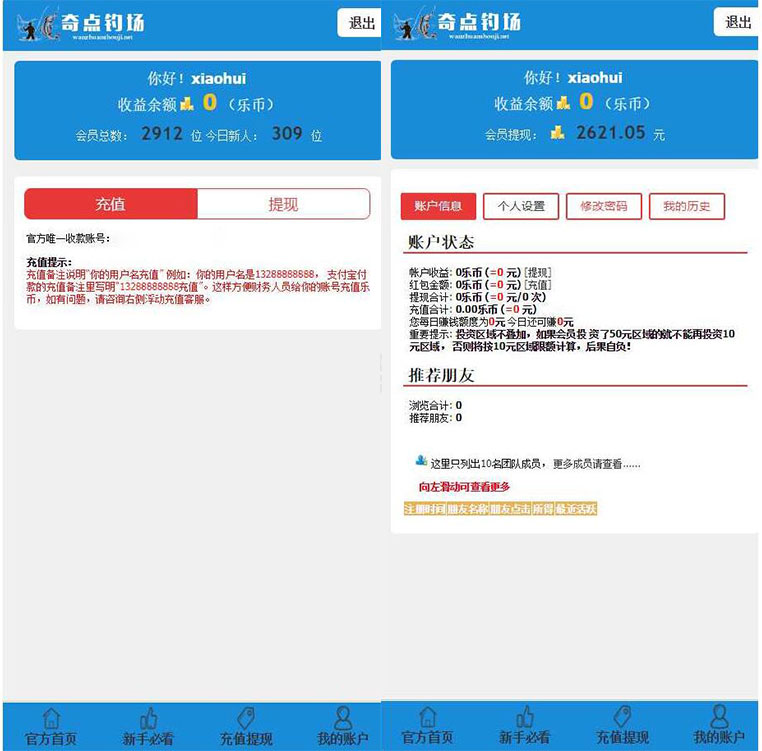 奇点钓场
退出
你好！xiaohui
收益余额 0 （乐币）
会员总数： 2912 位 今日新人： 309 位
充值
提现
官方唯一收款账号：
充值提示：
充值备注说明"你的用户名充值" 例如：你的用户名是13288888888， 支付宝付
款的充值备注里写明"13288888888充值"。这样方便财务人员给你的账号充值乐
币，如有问题，请咨询右侧浮动充值客服。
官方首页
新手必看
充值提现
我的账户
奇点钓场
退出
你好！xiaohui
收益余额 0 （乐币）
会员提现： 2621.05 元
账户信息
个人设置
修改密码
我的历史
账户状态
帐户收益: 0乐币 (=0 元) [提现]
红包金额: 0乐币 (=0 元) [充值]
提现合计: 0乐币 (=0 元/0 次)
充值合计: 0.00乐币 (=0 元)
您每日赚钱额度为0元 今日还可赚0元
重要提示: 投资区域不叠加，如果会员投 资了50元区域的就不能再投资10
元区域， 否则将按10元区域限额计算，后果自负！
推荐朋友
浏览合计: 0
推荐朋友: 0
这里只列出10名团队成员， 更多成员请查看......
向左滑动可查看更多
注册时间 朋友名称 朋友点击 所得 最近活跃
官方首页
新手必看
充值提现
我的账户